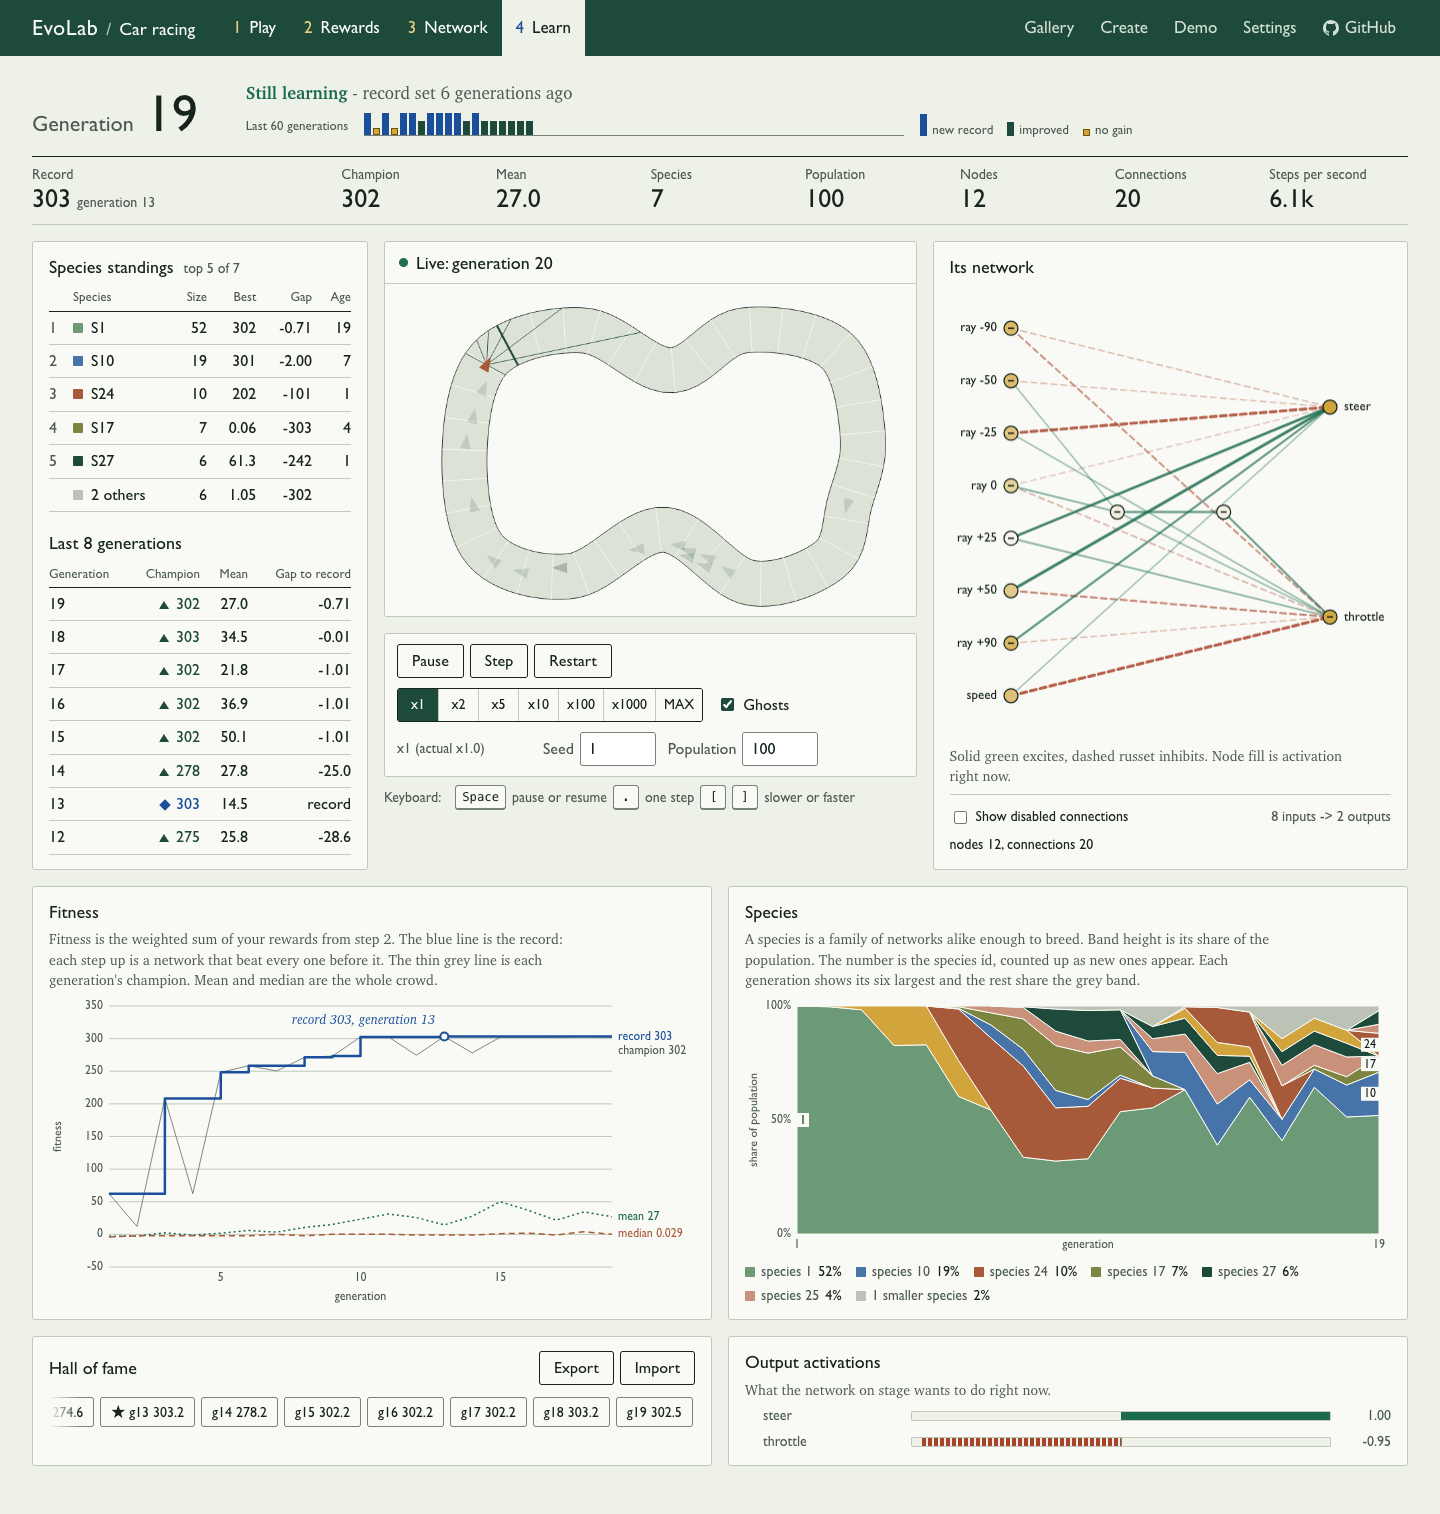 EvoLab / Car racing 1 Play 2 Rewards 3 Network 4 Learn Gallery Create Demo Settings GitHub
Generation 19
Still learning - record set 6 generations ago
Last 60 generations new record improved no gain
Record Champion Mean Species Population Nodes Connections Steps per second
303 generation 13 302 27.0 7 100 12 20 6.1k
Species standings top 5 of 7
Species Size Best Gap Age
1 S1 52 302 -0.71 19
2 S10 19 301 -2.00 7
3 S24 10 202 -101 1
4 S17 7 0.06 -303 4
5 S27 6 61.3 -242 1
2 others 6 1.05 -302
Last 8 generations
Generation Champion Mean Gap to record
19 ▲ 302 27.0 -0.71
18 ▲ 303 34.5 -0.01
17 ▲ 302 21.8 -1.01
16 ▲ 302 36.9 -1.01
15 ▲ 302 50.1 -1.01
14 ▲ 278 27.8 -25.0
13 ◆ 303 14.5 record
12 ▲ 275 25.8 -28.6
Live: generation 20
Pause Step Restart
x1 x2 x5 x10 x100 x1000 MAX Ghosts
x1 (actual x1.0) Seed 1 Population 100
Keyboard: Space pause or resume . one step [ ] slower or faster
Its network
ray -90
ray -50
steer
ray -25
ray 0
ray +25
ray +50
throttle
ray +90
speed
Solid green excites, dashed russet inhibits. Node fill is activation
right now.
Show disabled connections 8 inputs -> 2 outputs
nodes 12, connections 20
Fitness
Fitness is the weighted sum of your rewards from step 2. The blue line is the record:
each step up is a network that beat every one before it. The thin grey line is each
generation's champion. Mean and median are the whole crowd.
350
record 303, generation 13
300 record 303
champion 302
250
200
150
fitness
100
50
mean 27
0 median 0.029
-50
5 10 15
generation
Species
A species is a family of networks alike enough to breed. Band height is its share of the
population. The number is the species id, counted up as new ones appear. Each
generation shows its six largest and the rest share the grey band.
100%
24
17
10
50% 1
share of population
0%
1 generation 19
species 1 52% species 10 19% species 24 10% species 17 7% species 27 6%
species 25 4% 1 smaller species 2%
Hall of fame Export Import
274.6 ★ g13 303.2 g14 278.2 g15 302.2 g16 302.2 g17 302.2 g18 303.2 g19 302.5
Output activations
What the network on stage wants to do right now.
steer 1.00
throttle -0.95